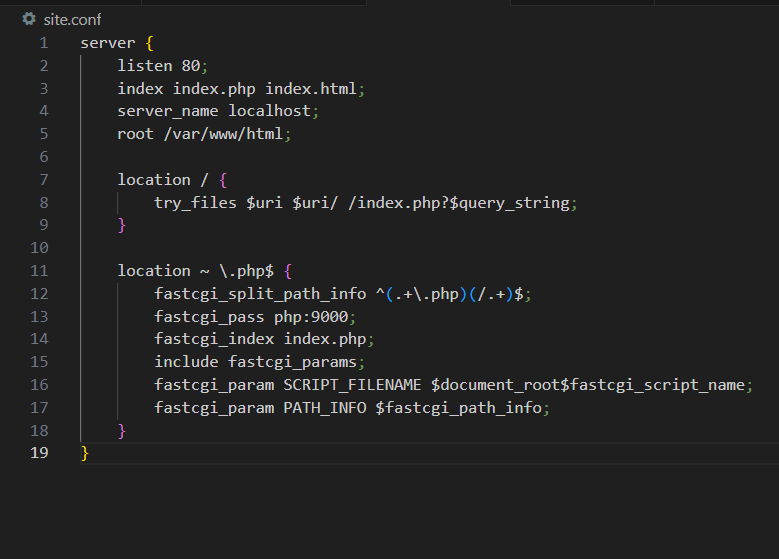 site.conf
1 server {
2 listen 80;
3 index index.php index.html;
4 server_name localhost;
5 root /var/www/html;
6
7 location / {
8 try_files $uri $uri/ /index.php?$query_string;
9 }
10
11 location ~ \.php$ {
12 fastcgi_split_path_info ^(.+\.php)(/.+)$;
13 fastcgi_pass php:9000;
14 fastcgi_index index.php;
15 include fastcgi_params;
16 fastcgi_param SCRIPT_FILENAME $document_root$fastcgi_script_name;
17 fastcgi_param PATH_INFO $fastcgi_path_info;
18 }
19 }